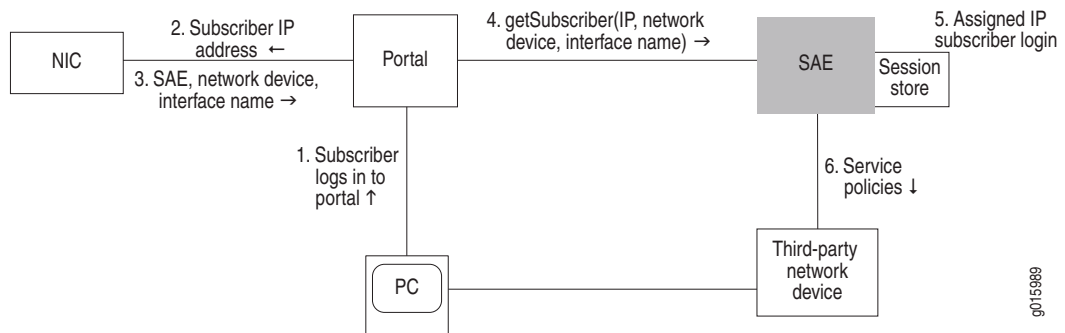 2. Subscriber IP
address ←
4. getSubscriber(IP, network
device, interface name) →
5. Assigned IP
subscriber login
NIC
Portal
SAE
Session
store
3. SAE, network device,
interface name →
1. Subscriber
logs in to
portal ↑
6. Service
policies ↓
Third-party
network
device
PC
g015989